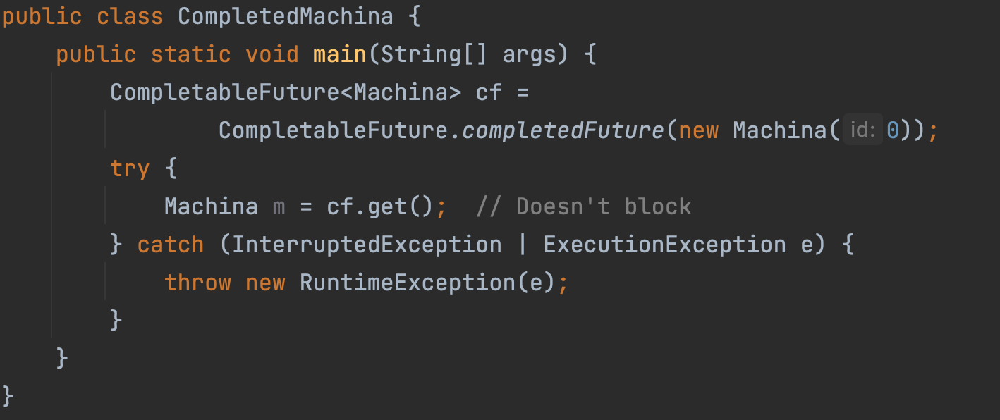 public class CompletedMachina {
    public static void main(String[] args) {
        CompletableFuture<Machina> cf =
                CompletableFuture.completedFuture(new Machina( id: 0));
        try {
            Machina m = cf.get();  // Doesn't block
        } catch (InterruptedException | ExecutionException e) {
            throw new RuntimeException(e);
        }
    }
}